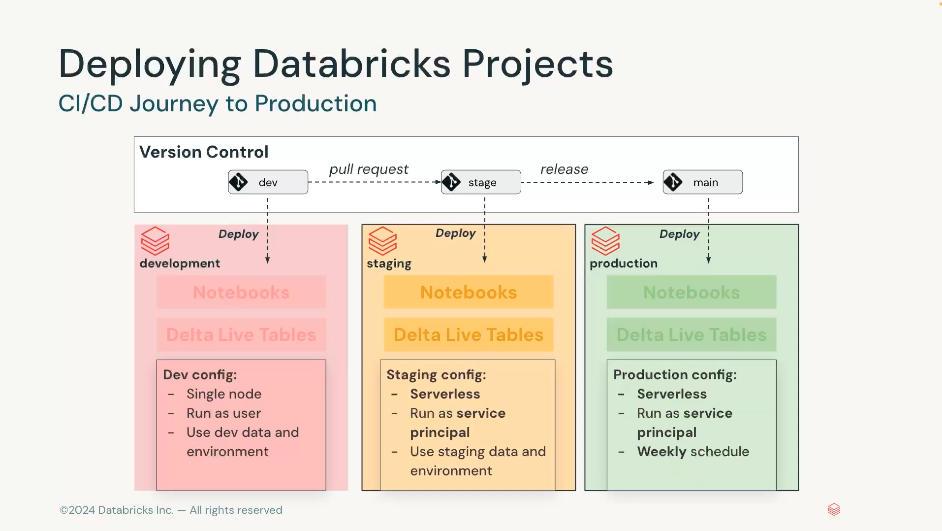 Deploying Databricks Projects
CI/CD Journey to Production
Version Control
pull request
release
dev
stage
main
Deploy
Deploy
Deploy
development
staging
production
Notebooks
Notebooks
Notebooks
Delta Live Tables
Delta Live Tables
Delta Live Tables
Dev config:
- Single node
- Run as user
- Use dev data and
environment
Staging config:
- Serverless
- Run as service
principal
- Use staging data and
environment
Production config:
- Serverless
- Run as service
principal
- Weekly schedule
©2024 Databricks Inc. — All rights reserved